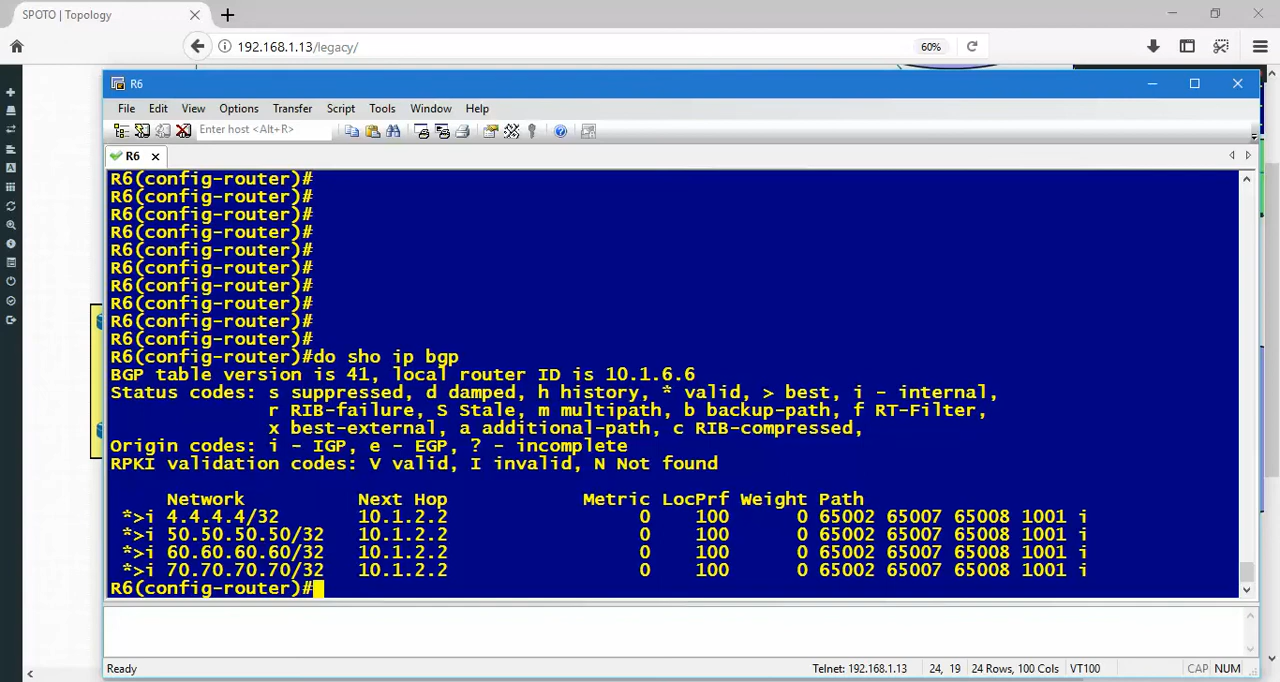 SPOTO | Topology
192.168.1.13/legacy/
60%
R6
File Edit View Options Transfer Script Tools Window Help
Enter host <Alt+R>
R6
R6(config-router)#
R6(config-router)#
R6(config-router)#
R6(config-router)#
R6(config-router)#
R6(config-router)#
R6(config-router)#
R6(config-router)#
R6(config-router)#
R6(config-router)#
R6(config-router)#do sho ip bgp
BGP table version is 41, local router ID is 10.1.6.6
Status codes: s suppressed, d damped, h history, * valid, > best, i - internal,
r RIB-failure, S Stale, m multipath, b backup-path, f RT-Filter,
x best-external, a additional-path, c RIB-compressed,
Origin codes: i - IGP, e - EGP, ? - incomplete
RPKI validation codes: V valid, I invalid, N Not found
Network Next Hop Metric LocPrf Weight Path
*>i 4.4.4.4/32 10.1.2.2 0 100 0 65002 65007 65008 1001 i
*>i 50.50.50.50/32 10.1.2.2 0 100 0 65002 65007 65008 1001 i
*>i 60.60.60.60/32 10.1.2.2 0 100 0 65002 65007 65008 1001 i
*>i 70.70.70.70/32 10.1.2.2 0 100 0 65002 65007 65008 1001 i
R6(config-router)#
Ready Telnet: 192.168.1.13 24, 19 24 Rows, 100 Cols VT100 CAP NUM